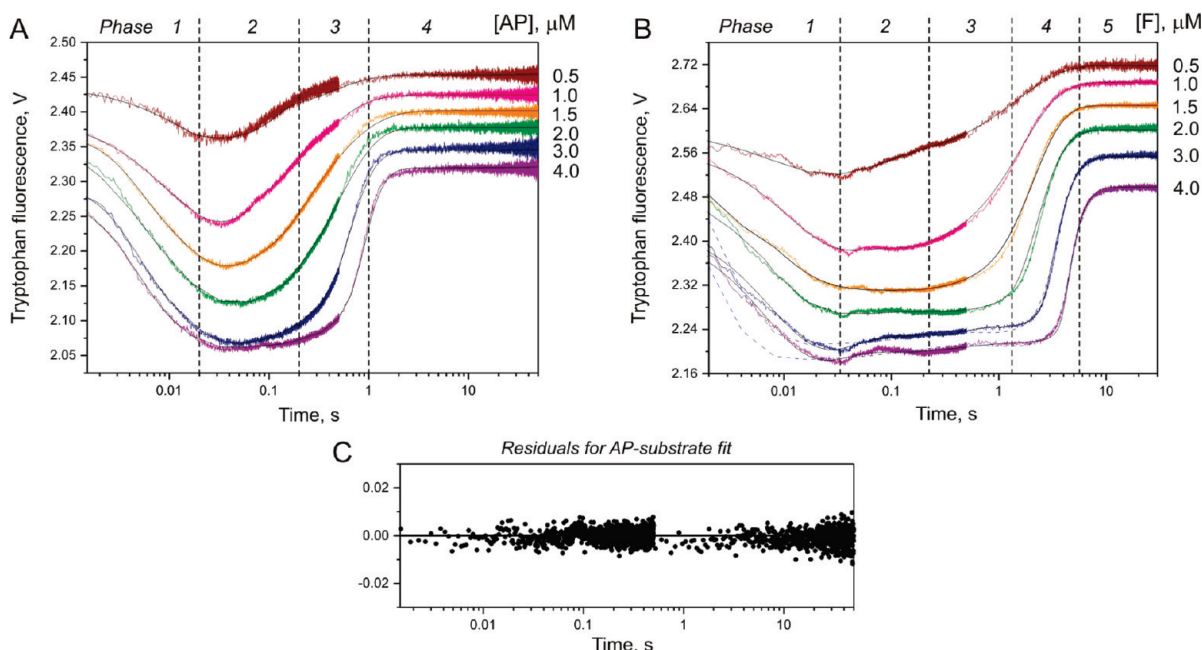 A
Phase 1 2 3 4 [AP], μM
2.50
2.45
2.40
2.35
2.30
2.25
2.20
2.15
2.10
2.05
Tryptophan fluorescence, V
0.5
1.0
1.5
2.0
3.0
4.0
0.01 0.1 1 10
Time, s
B
Phase 1 2 3 4 5 [F], μM
2.72
2.64
2.56
2.48
2.40
2.32
2.24
2.16
Tryptophan fluorescence, V
0.5
1.0
1.5
2.0
3.0
4.0
0.01 0.1 1 10
Time, s
C
Residuals for AP-substrate fit
0.02
0.00
-0.02
0.01 0.1 1 10
Time, s